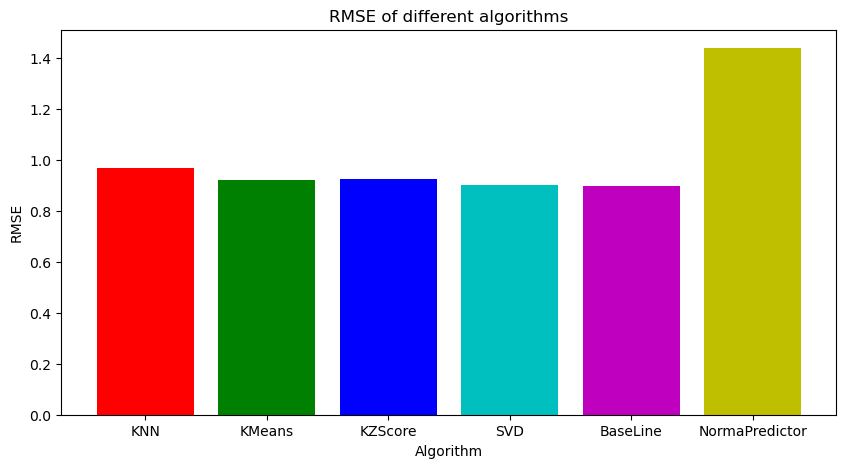 RMSE of different algorithms
RMSE
1.4
1.2
1.0
0.8
0.6
0.4
0.2
0.0
KNN
KMeans
KZScore
SVD
BaseLine
NormaPredictor
Algorithm